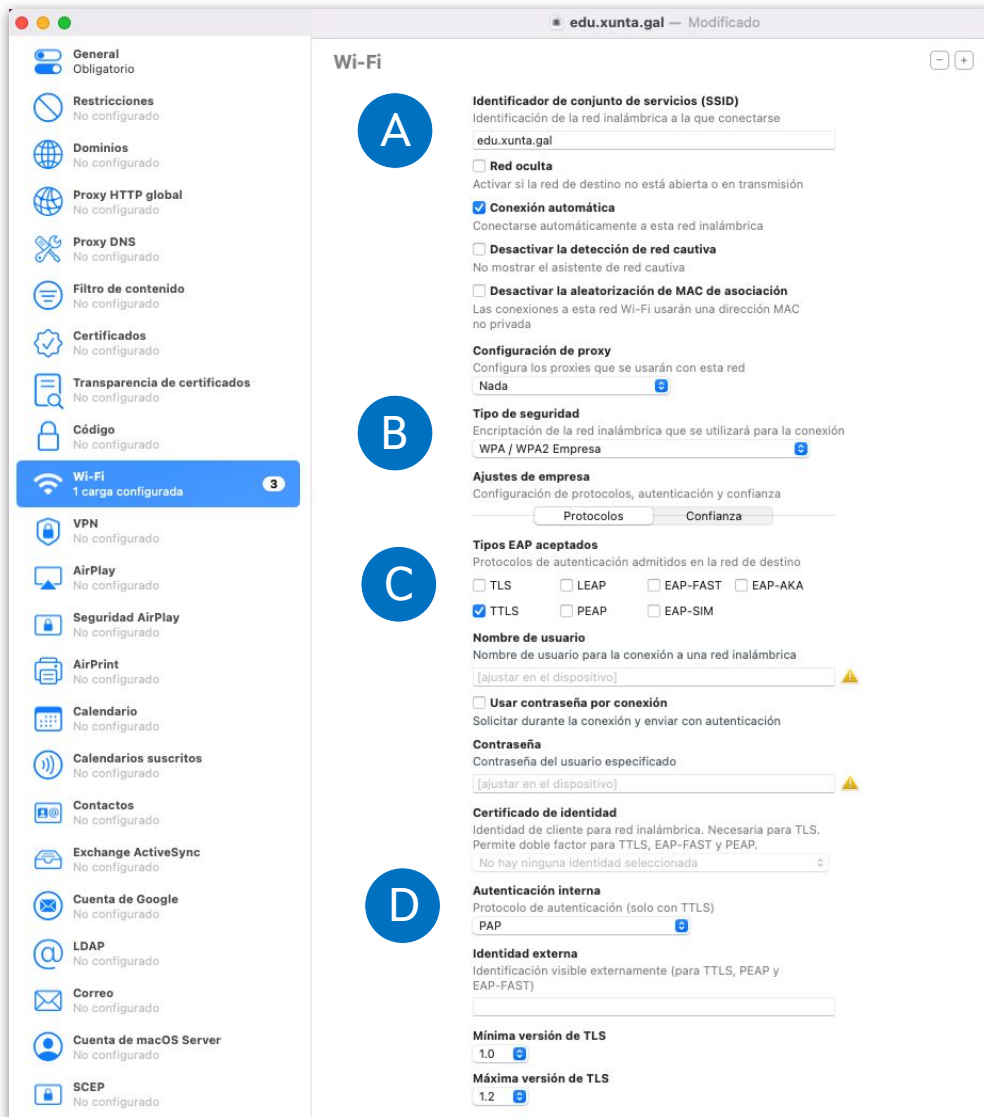 edu.xunta.gal — Modificado
General
Obligatorio
Restricciones
No configurado
Dominios
No configurado
Proxy HTTP global
No configurado
Proxy DNS
No configurado
Filtro de contenido
No configurado
Certificados
No configurado
Transparencia de certificados
No configurado
Código
No configurado
Wi-Fi
1 carga configurada
3
VPN
No configurado
AirPlay
No configurado
Seguridad AirPlay
No configurado
AirPrint
No configurado
Calendario
No configurado
Calendarios suscritos
No configurado
Contactos
No configurado
Exchange ActiveSync
No configurado
Cuenta de Google
No configurado
LDAP
No configurado
Correo
No configurado
Cuenta de macOS Server
No configurado
SCEP
No configurado
Wi-Fi
A
Identificador de conjunto de servicios (SSID)
Identificación de la red inalámbrica a la que conectarse
edu.xunta.gal
Red oculta
Activar si la red de destino no está abierta o en transmisión
Conexión automática
Conectarse automáticamente a esta red inalámbrica
Desactivar la detección de red cautiva
No mostrar el asistente de red cautiva
Desactivar la aleatorización de MAC de asociación
Las conexiones a esta red Wi-Fi usarán una dirección MAC
no privada
Configuración de proxy
Configura los proxies que se usarán con esta red
Nada
B
Tipo de seguridad
Encriptación de la red inalámbrica que se utilizará para la conexión
WPA / WPA2 Empresa
Ajustes de empresa
Configuración de protocolos, autenticación y confianza
Protocolos Confianza
C
Tipos EAP aceptados
Protocolos de autenticación admitidos en la red de destino
TLS LEAP EAP-FAST EAP-AKA
TTLS PEAP EAP-SIM
Nombre de usuario
Nombre de usuario para la conexión a una red inalámbrica
[ajustar en el dispositivo]
Usar contraseña por conexión
Solicitar durante la conexión y enviar con autenticación
Contraseña
Contraseña del usuario especificado
[ajustar en el dispositivo]
Certificado de identidad
Identidad de cliente para red inalámbrica. Necesaria para TLS.
Permite doble factor para TTLS, EAP-FAST y PEAP.
No hay ninguna identidad seleccionada
D
Autenticación interna
Protocolo de autenticación (solo con TTLS)
PAP
Identidad externa
Identificación visible externamente (para TTLS, PEAP y
EAP-FAST)
Mínima versión de TLS
1.0
Máxima versión de TLS
1.2